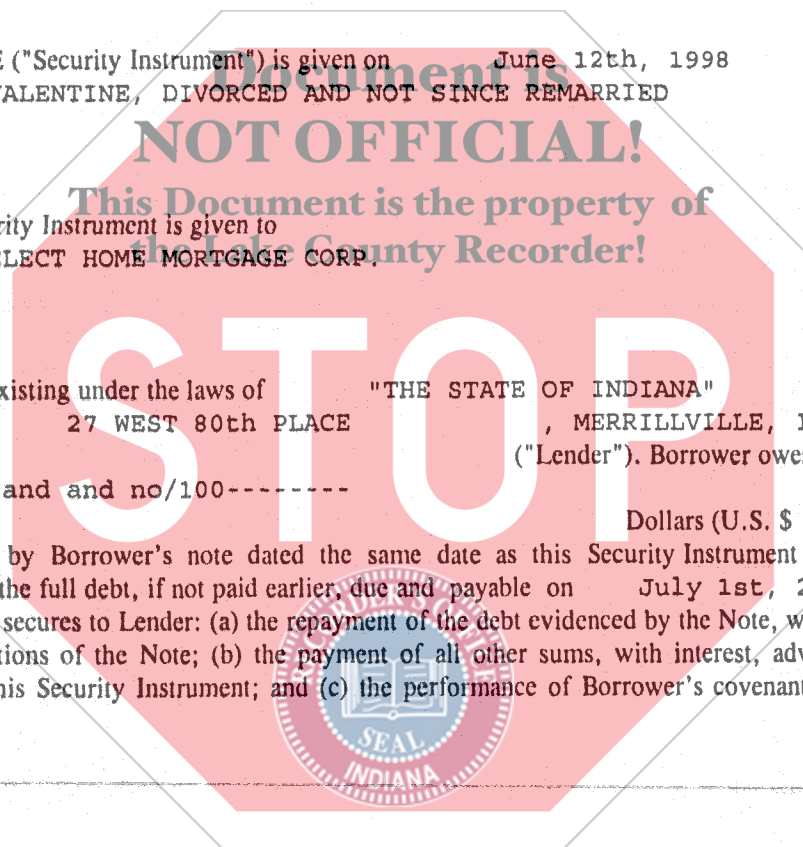 E ("Security Instrument") is given on June 12th, 1998
VALENTINE, DIVORCED AND NOT SINCE REMARRIED
Document is
NOT OFFICIAL!
This Document is the property of
the Lake County Recorder!
rity Instrument is given to
ELECT HOME MORTGAGE CORP.
STOP
xisting under the laws of "THE STATE OF INDIANA"
27 WEST 80th PLACE , MERRILLVILLE, I
("Lender"). Borrower owe
and and no/100--------
Dollars (U.S. $
by Borrower's note dated the same date as this Security Instrument
the full debt, if not paid earlier, due and payable on July 1st, 2
secures to Lender: (a) the repayment of the debt evidenced by the Note, w
tions of the Note; (b) the payment of all other sums, with interest, adv
his Security Instrument; and (c) the performance of Borrower's covenant
RECORDER'S OFFICE
SEAL
INDIANA